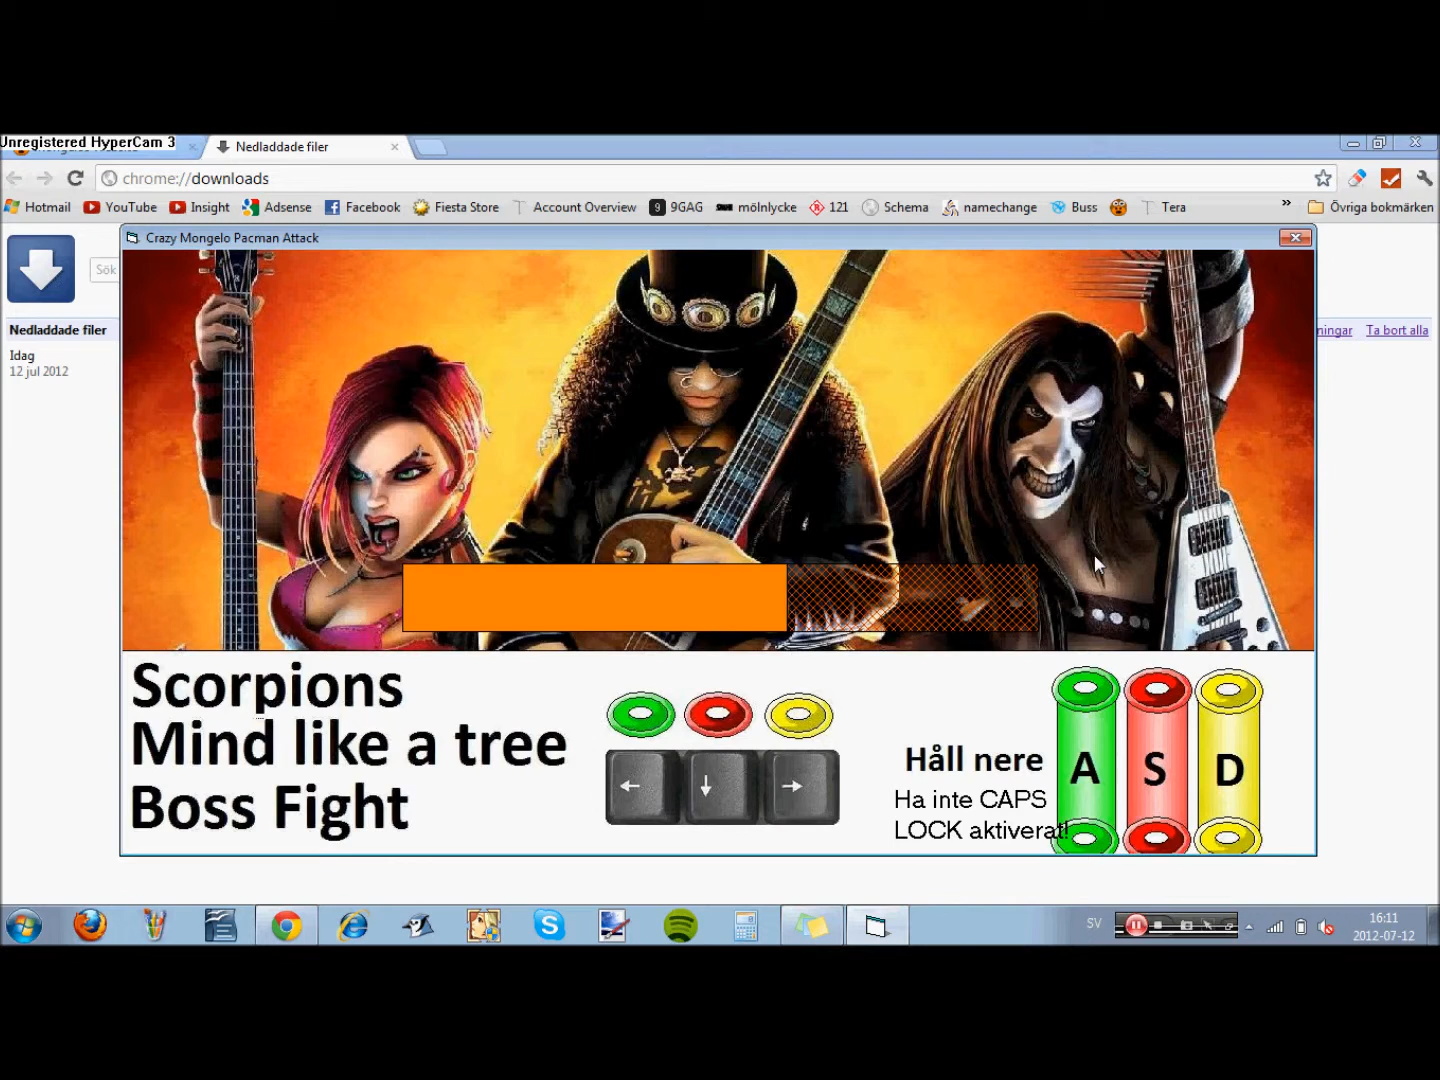 Unregistered HyperCam 3
Nedladdade filer
chrome://downloads
Hotmail YouTube Insight Adsense Facebook Fiesta Store Account Overview 9GAG mölnlycke 121 Schema namechange Buss Tera » Övriga bokmärken
Crazy Mongelo Pacman Attack
Sök
Nedladdade filer
ningar Ta bort alla
Idag
12 jul 2012
Scorpions
Mind like a tree
Boss Fight
Håll nere
Ha inte CAPS
LOCK aktiverat!
A S D
SV
16:11
2012-07-12